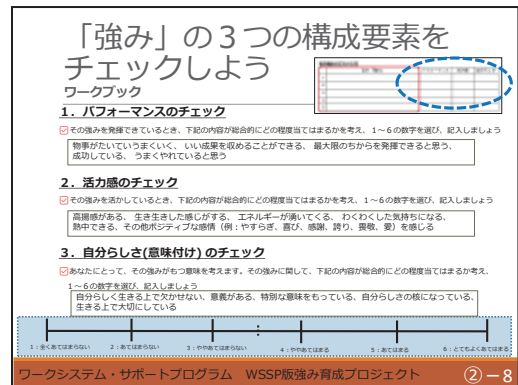 「強み」の３つの構成要素を
チェックしよう
ワークブック
１．パフォーマンスのチェック
その強みを発揮できているとき、下記の内容が総合的にどの程度当てはまるかを考え、１～６の数字を選び、記入しましょう
物事がたいていうまくいく、 いい成果を収めることができる、 最大限のちからを発揮できると思う、
成功している、 うまくやれていると思う
２．活力感のチェック
その強みを活かしているとき、下記の内容が総合的にどの程度当てはまるかを考え、１～６の数字を選び、記入しましょう
高揚感がある、 生き生きした感じがする、 エネルギーが湧いてくる、 わくわくした気持ちになる、
熱中できる、 その他ポジティブな感情（例：やすらぎ、喜び、感謝、誇り、畏敬、愛）を感じる
３．自分らしさ(意味付け) のチェック
あなたにとって、その強みがもつ意味を考えます。その強みに関して、下記の内容が総合的にどの程度当てはまるか考え、
１～６の数字を選び、記入しましょう
自分らしく生きる上で欠かせない、意義がある、特別な意味をもっている、自分らしさの核になっている、
生きる上で大切にしている
１：全くあてはまらない ２：あてはまらない ３：ややあてはまらない ４：ややあてはまる ５：あてはまる ６：とてもよくあてはまる
ワークシステム・サポートプログラム WSSP版強み育成プロジェクト ②－8